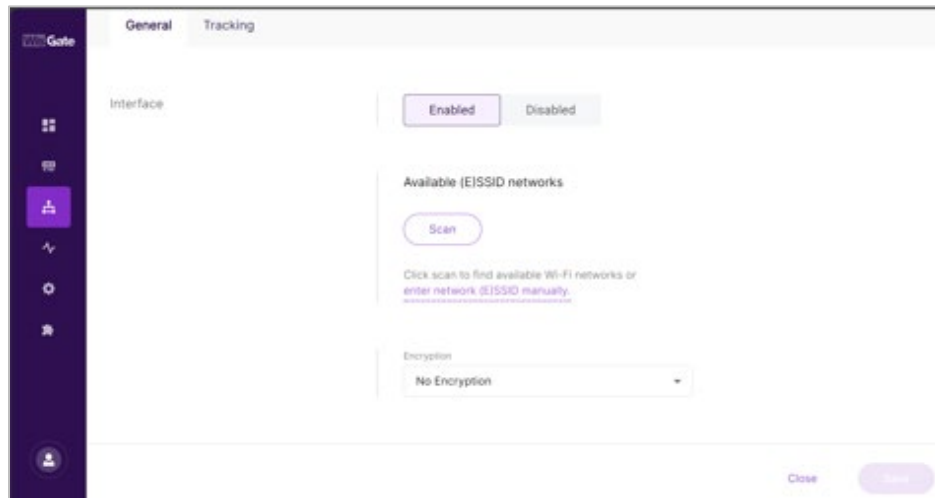 Gate
General Tracking
Interface
Enabled Disabled
Available (E)SSID networks
Scan
Click scan to find available Wi-Fi networks or
enter network (E)SSID manually.
Encryption
No Encryption
Close Save